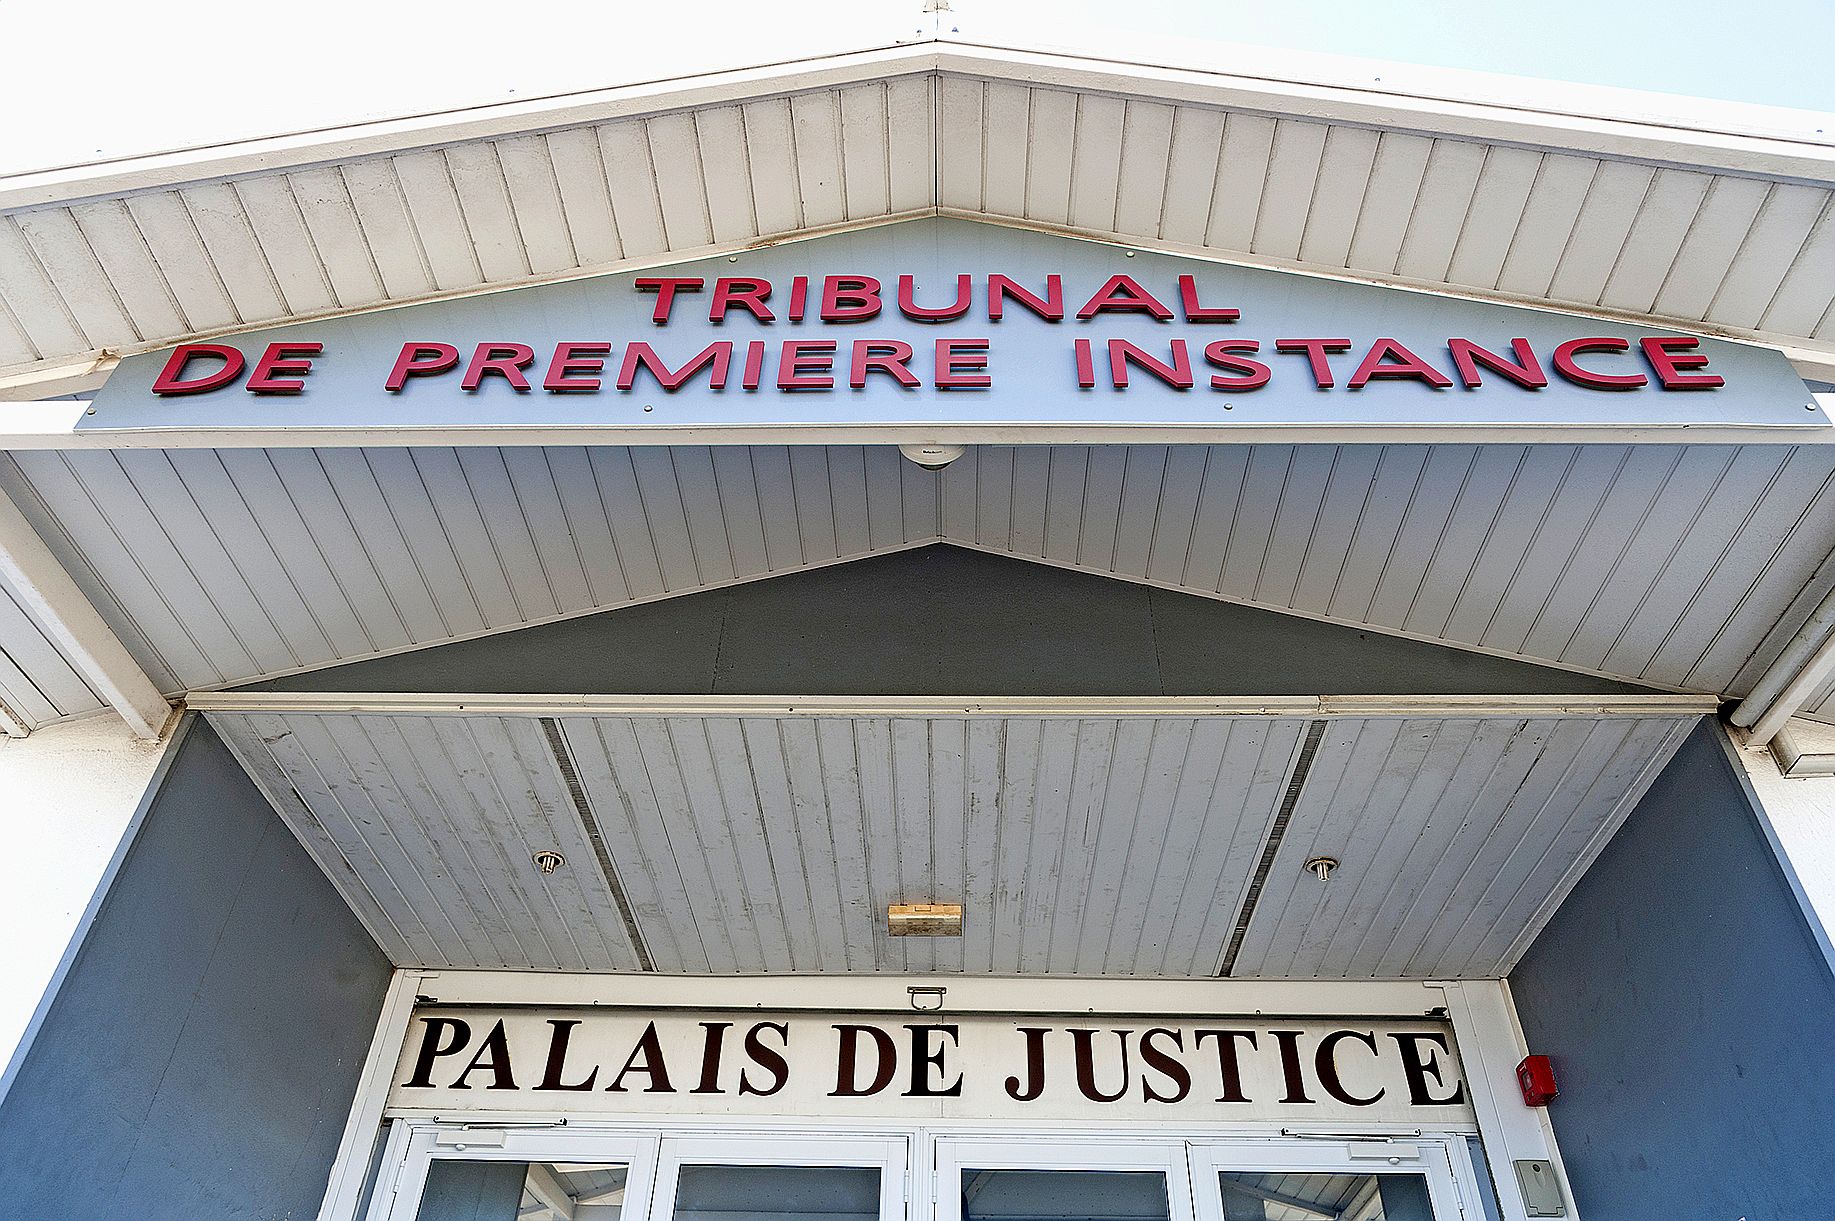 TRIBUNAL
DE PREMIERE INSTANCE
PALAIS DE JUSTICE